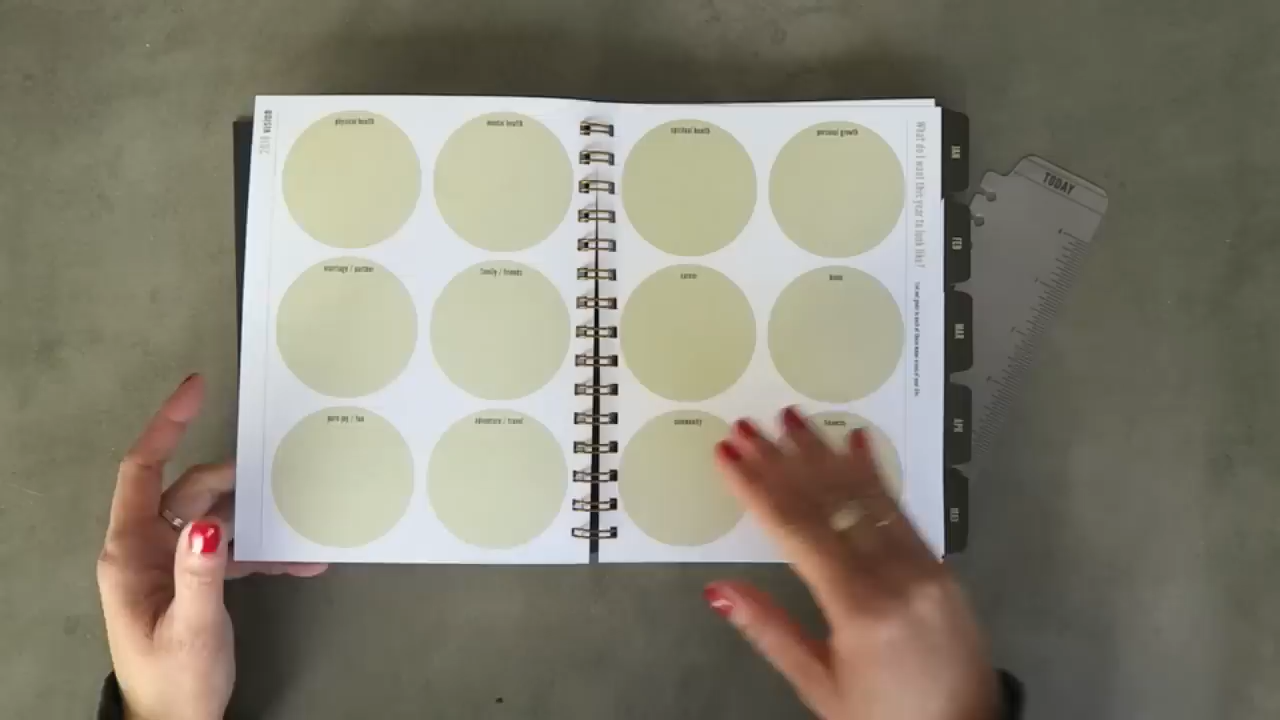 physical health
mental health
marriage / partner
family / friends
pure joy / fun
adventure / travel
spiritual health
personal growth
career
home
community
finances
What do I want this year to look like?
JAN
FEB
MAR
APR
MAY
TODAY